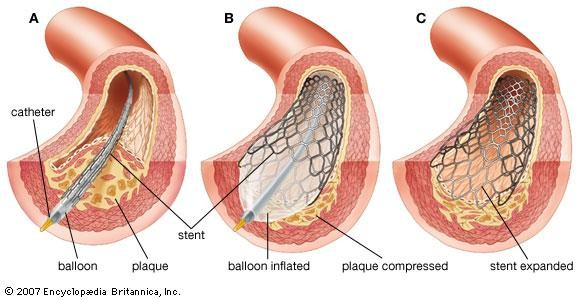 A
B
C
catheter
stent
balloon
plaque
balloon inflated
plaque compressed
stent expanded
© 2007 Encyclopædia Britannica, Inc.